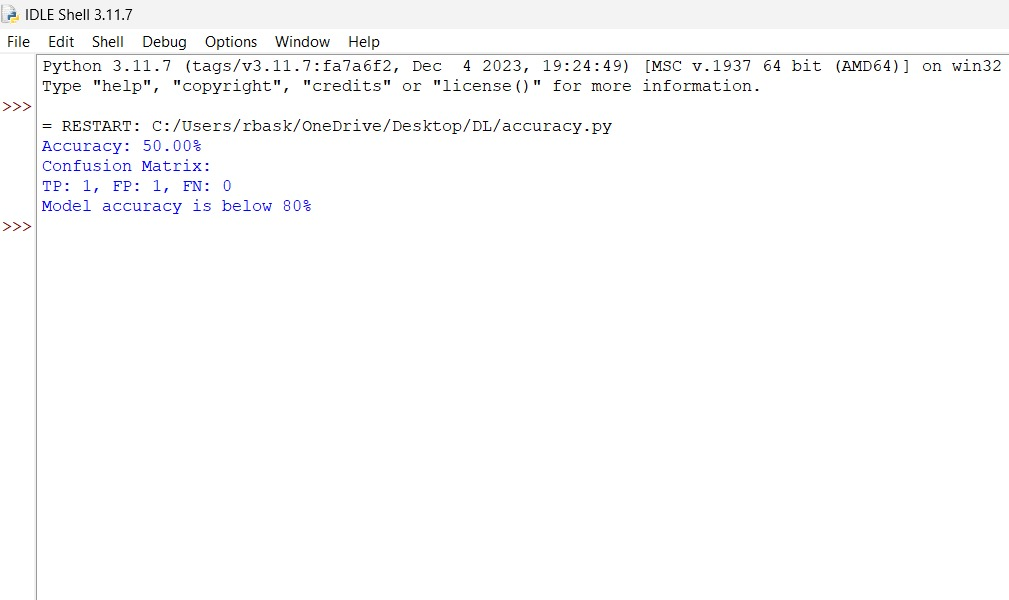 IDLE Shell 3.11.7
File Edit Shell Debug Options Window Help
Python 3.11.7 (tags/v3.11.7:fa7a6f2, Dec  4 2023, 19:24:49) [MSC v.1937 64 bit (AMD64)] on win32
Type "help", "copyright", "credits" or "license()" for more information.
>>>
= RESTART: C:/Users/rbask/OneDrive/Desktop/DL/accuracy.py
Accuracy: 50.00%
Confusion Matrix:
TP: 1, FP: 1, FN: 0
Model accuracy is below 80%
>>>